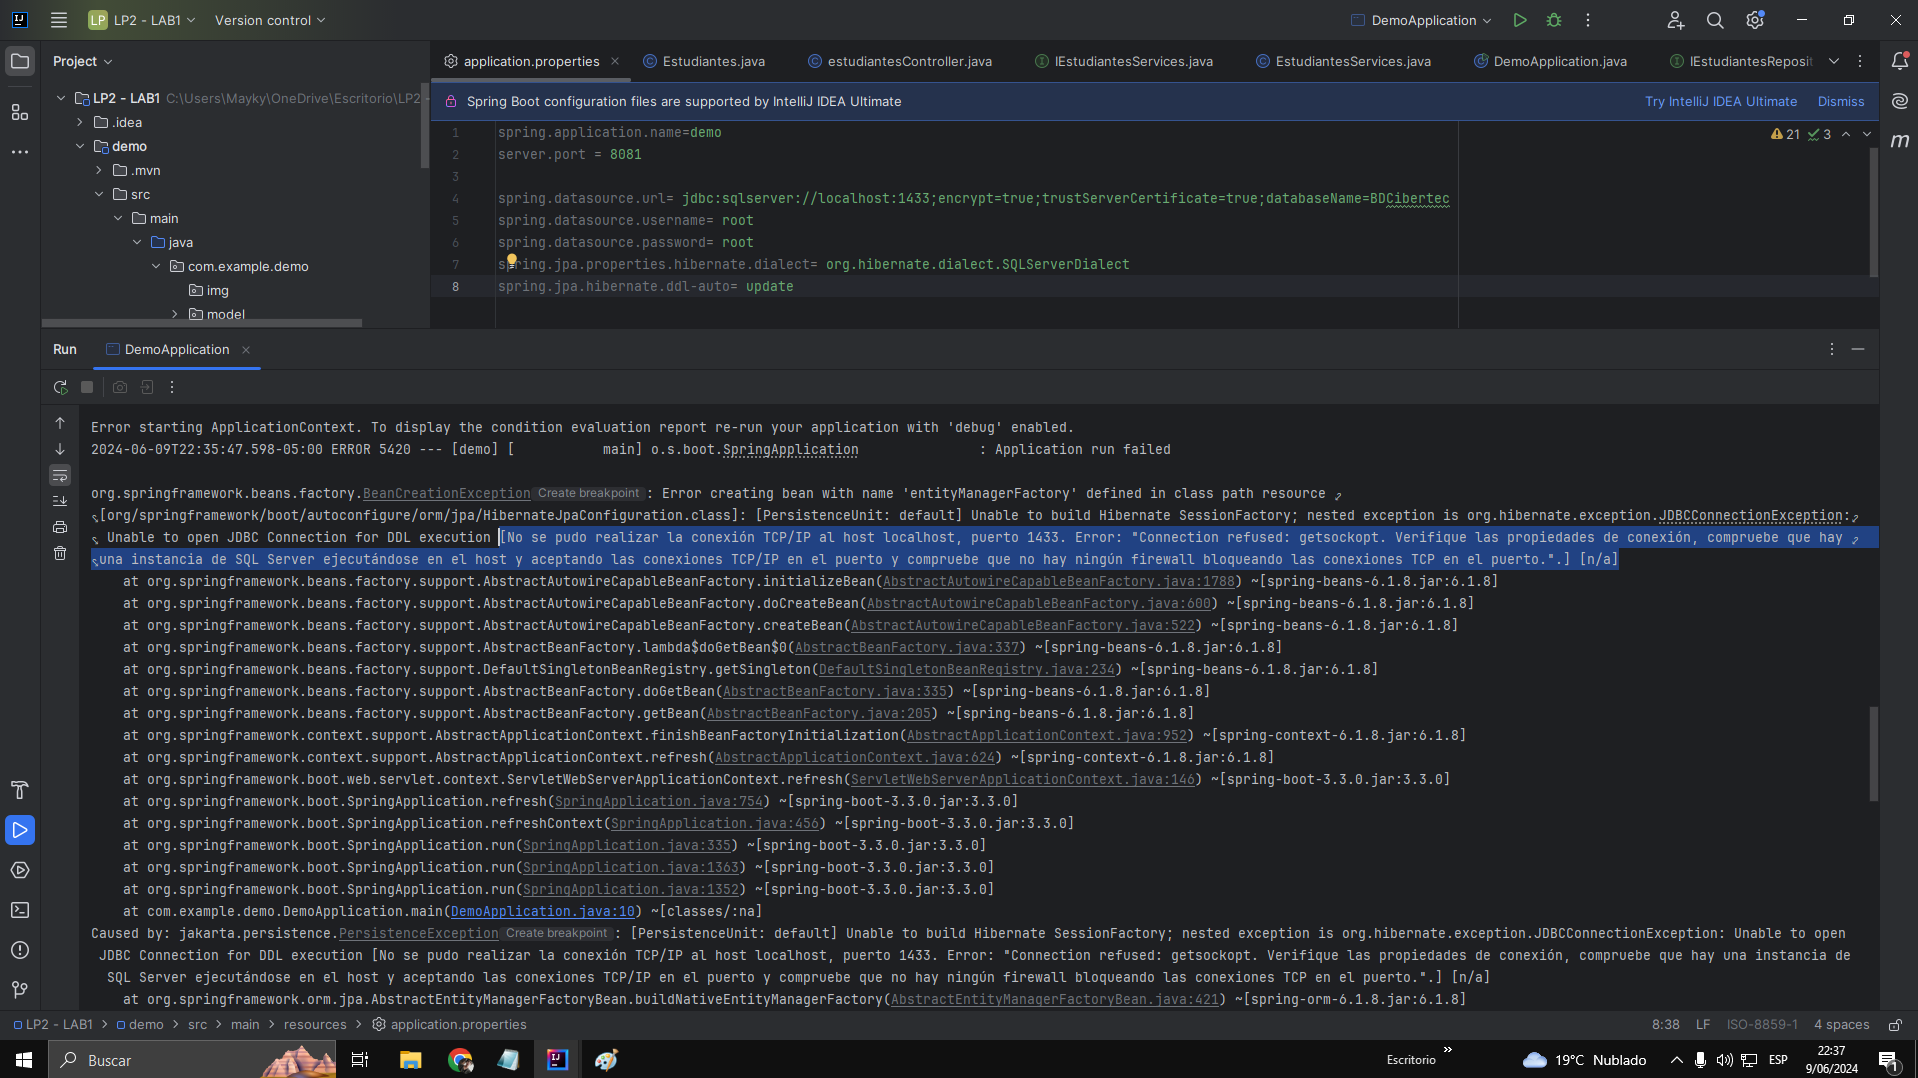 LP LP2 - LAB1 Version control DemoApplication
Project
application.properties Estudiantes.java estudiantesController.java IEstudiantesServices.java EstudiantesServices.java DemoApplication.java IEstudiantesReposit
LP2 - LAB1 C:\Users\Mayky\OneDrive\Escritorio\LP2 -
.idea
demo
.mvn
src
main
java
com.example.demo
img
model
Spring Boot configuration files are supported by IntelliJ IDEA Ultimate Try IntelliJ IDEA Ultimate Dismiss
21 3
1 spring.application.name=demo
2 server.port = 8081
3
4 spring.datasource.url= jdbc:sqlserver://localhost:1433;encrypt=true;trustServerCertificate=true;databaseName=BDCibertec
5 spring.datasource.username= root
6 spring.datasource.password= root
7 spring.jpa.properties.hibernate.dialect= org.hibernate.dialect.SQLServerDialect
8 spring.jpa.hibernate.ddl-auto= update
Run DemoApplication
Error starting ApplicationContext. To display the condition evaluation report re-run your application with 'debug' enabled.
2024-06-09T22:35:47.598-05:00 ERROR 5420 --- [demo] [ main] o.s.boot.SpringApplication : Application run failed
org.springframework.beans.factory.BeanCreationException Create breakpoint : Error creating bean with name 'entityManagerFactory' defined in class path resource
[org/springframework/boot/autoconfigure/orm/jpa/HibernateJpaConfiguration.class]: [PersistenceUnit: default] Unable to build Hibernate SessionFactory; nested exception is org.hibernate.exception.JDBCConnectionException:
Unable to open JDBC Connection for DDL execution [No se pudo realizar la conexión TCP/IP al host localhost, puerto 1433. Error: "Connection refused: getsockopt. Verifique las propiedades de conexión, compruebe que hay
una instancia de SQL Server ejecutándose en el host y aceptando las conexiones TCP/IP en el puerto y compruebe que no hay ningún firewall bloqueando las conexiones TCP en el puerto.".] [n/a]
at org.springframework.beans.factory.support.AbstractAutowireCapableBeanFactory.initializeBean(AbstractAutowireCapableBeanFactory.java:1788) ~[spring-beans-6.1.8.jar:6.1.8]
at org.springframework.beans.factory.support.AbstractAutowireCapableBeanFactory.doCreateBean(AbstractAutowireCapableBeanFactory.java:600) ~[spring-beans-6.1.8.jar:6.1.8]
at org.springframework.beans.factory.support.AbstractAutowireCapableBeanFactory.createBean(AbstractAutowireCapableBeanFactory.java:522) ~[spring-beans-6.1.8.jar:6.1.8]
at org.springframework.beans.factory.support.AbstractBeanFactory.lambda$doGetBean$0(AbstractBeanFactory.java:337) ~[spring-beans-6.1.8.jar:6.1.8]
at org.springframework.beans.factory.support.DefaultSingletonBeanRegistry.getSingleton(DefaultSingletonBeanRegistry.java:234) ~[spring-beans-6.1.8.jar:6.1.8]
at org.springframework.beans.factory.support.AbstractBeanFactory.doGetBean(AbstractBeanFactory.java:335) ~[spring-beans-6.1.8.jar:6.1.8]
at org.springframework.beans.factory.support.AbstractBeanFactory.getBean(AbstractBeanFactory.java:205) ~[spring-beans-6.1.8.jar:6.1.8]
at org.springframework.context.support.AbstractApplicationContext.finishBeanFactoryInitialization(AbstractApplicationContext.java:952) ~[spring-context-6.1.8.jar:6.1.8]
at org.springframework.context.support.AbstractApplicationContext.refresh(AbstractApplicationContext.java:624) ~[spring-context-6.1.8.jar:6.1.8]
at org.springframework.boot.web.servlet.context.ServletWebServerApplicationContext.refresh(ServletWebServerApplicationContext.java:146) ~[spring-boot-3.3.0.jar:3.3.0]
at org.springframework.boot.SpringApplication.refresh(SpringApplication.java:754) ~[spring-boot-3.3.0.jar:3.3.0]
at org.springframework.boot.SpringApplication.refreshContext(SpringApplication.java:456) ~[spring-boot-3.3.0.jar:3.3.0]
at org.springframework.boot.SpringApplication.run(SpringApplication.java:335) ~[spring-boot-3.3.0.jar:3.3.0]
at org.springframework.boot.SpringApplication.run(SpringApplication.java:1363) ~[spring-boot-3.3.0.jar:3.3.0]
at org.springframework.boot.SpringApplication.run(SpringApplication.java:1352) ~[spring-boot-3.3.0.jar:3.3.0]
at com.example.demo.DemoApplication.main(DemoApplication.java:10) ~[classes/:na]
Caused by: jakarta.persistence.PersistenceException Create breakpoint : [PersistenceUnit: default] Unable to build Hibernate SessionFactory; nested exception is org.hibernate.exception.JDBCConnectionException: Unable to open
JDBC Connection for DDL execution [No se pudo realizar la conexión TCP/IP al host localhost, puerto 1433. Error: "Connection refused: getsockopt. Verifique las propiedades de conexión, compruebe que hay una instancia de
SQL Server ejecutándose en el host y aceptando las conexiones TCP/IP en el puerto y compruebe que no hay ningún firewall bloqueando las conexiones TCP en el puerto.".] [n/a]
at org.springframework.orm.jpa.AbstractEntityManagerFactoryBean.buildNativeEntityManagerFactory(AbstractEntityManagerFactoryBean.java:421) ~[spring-orm-6.1.8.jar:6.1.8]
LP2 - LAB1 > demo > src > main > resources > application.properties 8:38 LF ISO-8859-1 4 spaces
Buscar Escritorio 19°C Nublado ESP 22:37
9/06/2024 1